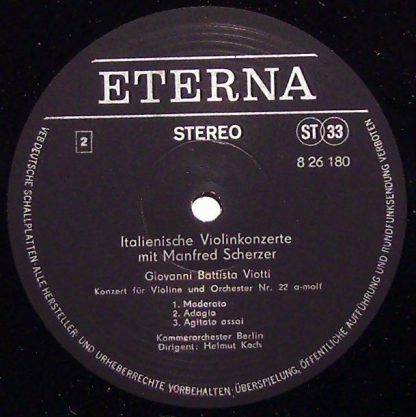 ETERNA
STEREO
ST 33
2
8 26 180
Italienische Violinkonzerte
mit Manfred Scherzer
Giovanni Battista Viotti
Konzert für Violine und Orchester Nr. 22 a-moll
1. Moderato
2. Adagio
3. Agitato assai
Kammerorchester Berlin
Dirigent: Helmut Koch
VEB DEUTSCHE SCHALLPLATTEN · ALLE HERSTELLER- UND URHEBERRECHTE VORBEHALTEN · ÜBERSPIELUNG, ÖFFENTLICHE AUFFÜHRUNG UND RUNDFUNKSENDUNG VERBOTEN